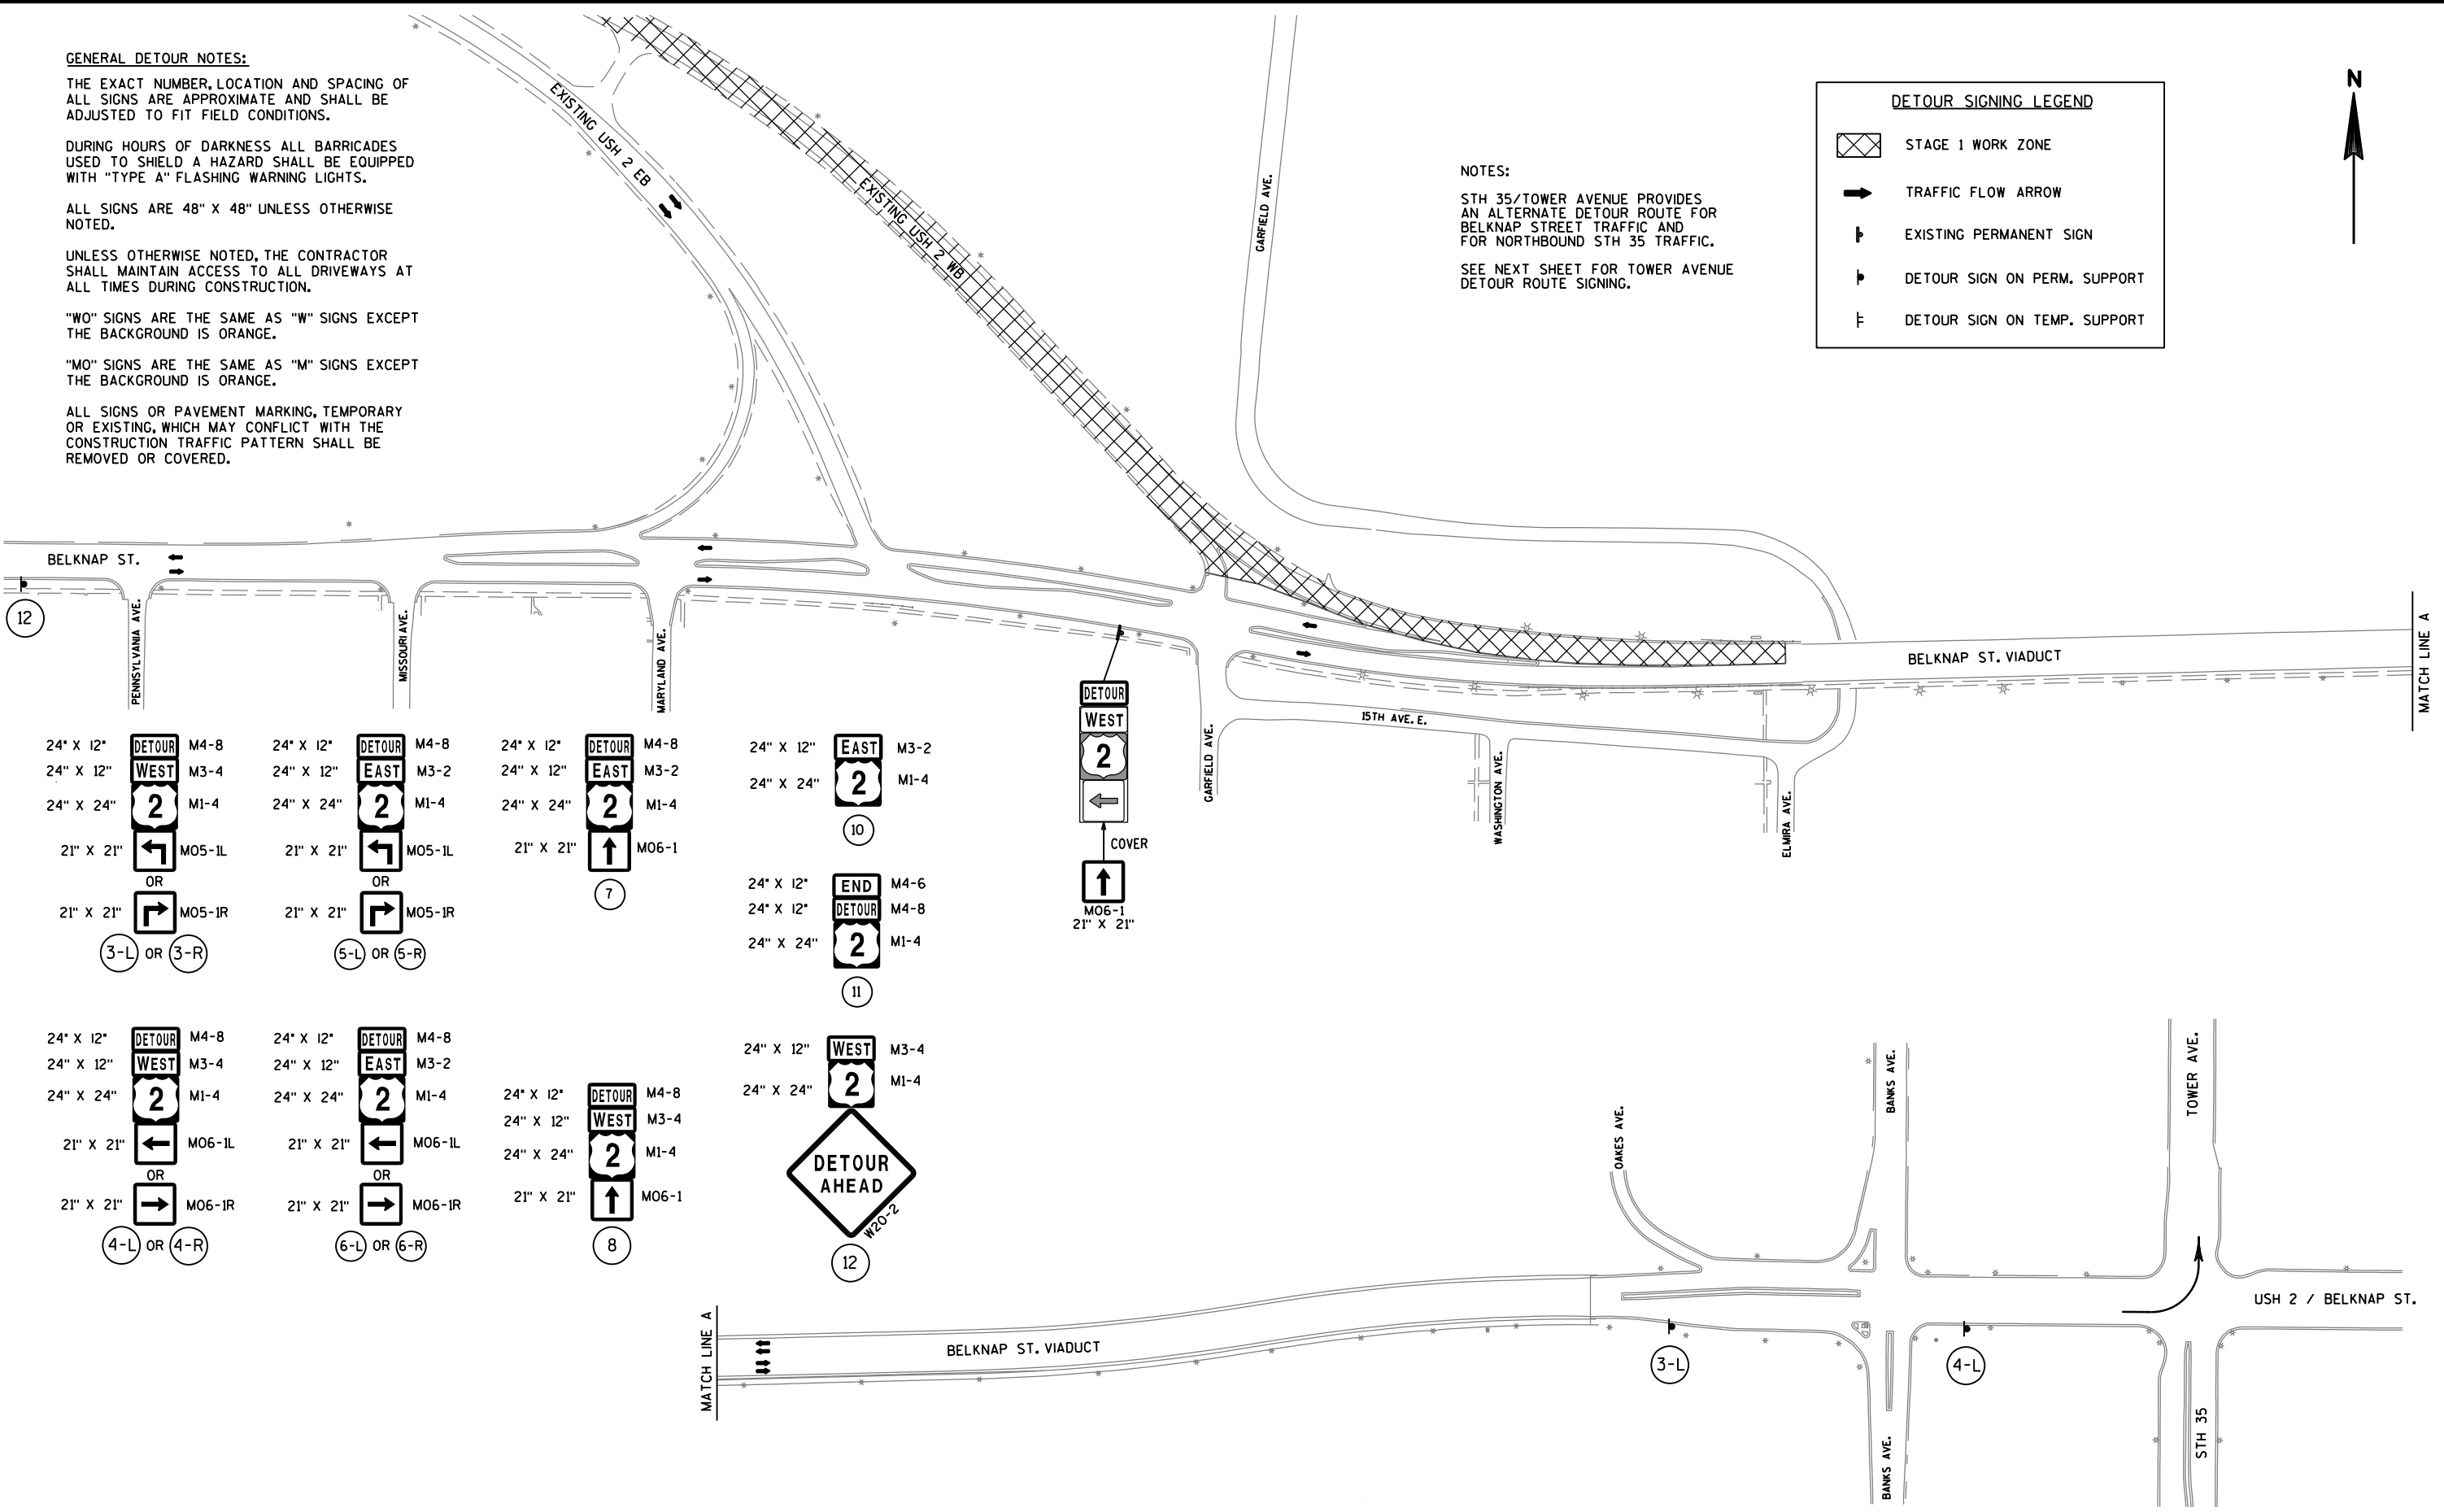 GENERAL DETOUR NOTES:
THE EXACT NUMBER, LOCATION AND SPACING OF
ALL SIGNS ARE APPROXIMATE AND SHALL BE
ADJUSTED TO FIT FIELD CONDITIONS.
DURING HOURS OF DARKNESS ALL BARRICADES
USED TO SHIELD A HAZARD SHALL BE EQUIPPED
WITH "TYPE A" FLASHING WARNING LIGHTS.
ALL SIGNS ARE 48" X 48" UNLESS OTHERWISE
NOTED.
UNLESS OTHERWISE NOTED, THE CONTRACTOR
SHALL MAINTAIN ACCESS TO ALL DRIVEWAYS AT
ALL TIMES DURING CONSTRUCTION.
"WO" SIGNS ARE THE SAME AS "W" SIGNS EXCEPT
THE BACKGROUND IS ORANGE.
"MO" SIGNS ARE THE SAME AS "M" SIGNS EXCEPT
THE BACKGROUND IS ORANGE.
ALL SIGNS OR PAVEMENT MARKING, TEMPORARY
OR EXISTING, WHICH MAY CONFLICT WITH THE
CONSTRUCTION TRAFFIC PATTERN SHALL BE
REMOVED OR COVERED.
EXISTING USH 2 EB
EXISTING USH 2 WB
GARFIELD AVE.
NOTES:
STH 35/TOWER AVENUE PROVIDES
AN ALTERNATE DETOUR ROUTE FOR
BELKNAP STREET TRAFFIC AND
FOR NORTHBOUND STH 35 TRAFFIC.
SEE NEXT SHEET FOR TOWER AVENUE
DETOUR ROUTE SIGNING.
DETOUR SIGNING LEGEND
STAGE 1 WORK ZONE
TRAFFIC FLOW ARROW
EXISTING PERMANENT SIGN
DETOUR SIGN ON PERM. SUPPORT
DETOUR SIGN ON TEMP. SUPPORT
N
BELKNAP ST.
12
PENNSYLVANIA AVE.
MISSOURI AVE.
MARYLAND AVE.
GARFIELD AVE.
15TH AVE. E.
WASHINGTON AVE.
ELMIRA AVE.
BELKNAP ST. VIADUCT
MATCH LINE A
DETOUR
WEST
2
COVER
MO6-1
21" X 21"
24" X 12" DETOUR M4-8
24" X 12" WEST M3-4
24" X 24" 2 M1-4
21" X 21" MO5-1L
OR
21" X 21" MO5-1R
3-L OR 3-R
24" X 12" DETOUR M4-8
24" X 12" EAST M3-2
24" X 24" 2 M1-4
21" X 21" MO5-1L
OR
21" X 21" MO5-1R
5-L OR 5-R
24" X 12" DETOUR M4-8
24" X 12" EAST M3-2
24" X 24" 2 M1-4
21" X 21" MO6-1
7
24" X 12" EAST M3-2
24" X 24" 2 M1-4
10
24" X 12" END M4-6
24" X 12" DETOUR M4-8
24" X 24" 2 M1-4
11
24" X 12" DETOUR M4-8
24" X 12" WEST M3-4
24" X 24" 2 M1-4
21" X 21" MO6-1L
OR
21" X 21" MO6-1R
4-L OR 4-R
24" X 12" DETOUR M4-8
24" X 12" EAST M3-2
24" X 24" 2 M1-4
21" X 21" MO6-1L
OR
21" X 21" MO6-1R
6-L OR 6-R
24" X 12" DETOUR M4-8
24" X 12" WEST M3-4
24" X 24" 2 M1-4
21" X 21" MO6-1
8
24" X 12" WEST M3-4
24" X 24" 2 M1-4
DETOUR
AHEAD
W20-2
12
MATCH LINE A
BELKNAP ST. VIADUCT
OAKES AVE.
BANKS AVE.
TOWER AVE.
USH 2 / BELKNAP ST.
3-L
4-L
BANKS AVE.
STH 35